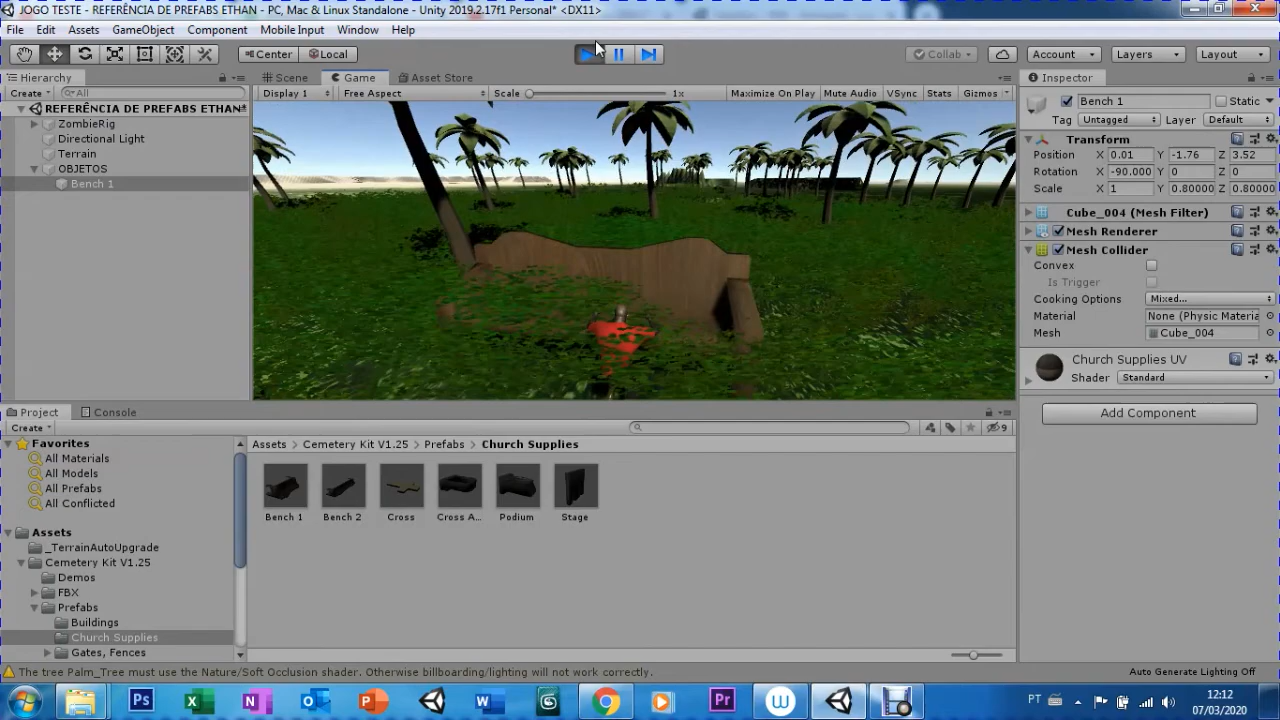 JOGO TESTE - REFERÊNCIA DE PREFABS ETHAN - PC, Mac & Linux Standalone - Unity 2019.2.17f1 Personal* <DX11>
File Edit Assets GameObject Component Mobile Input Window Help
Center Local Collab Account Layers Layout
Hierarchy Scene Game Asset Store Inspector
Create All Display 1 Free Aspect Scale 1x Maximize On Play Mute Audio VSync Stats Gizmos
Bench 1 Static
REFERÊNCIA DE PREFABS ETHAN*
Tag Untagged Layer Default
ZombieRig
Directional Light
Transform
Terrain
Position X 0.01 Y -1.76 Z 3.52
OBJETOS
Rotation X -90.000 Y 0 Z 0
Bench 1
Scale X 1 Y 0.80000 Z 0.80000
Cube_004 (Mesh Filter)
Mesh Renderer
Mesh Collider
Convex
Is Trigger
Cooking Options Mixed...
Material None (Physic Materia
Mesh Cube_004
Church Supplies UV
Shader Standard
Add Component
Project Console
Create 9
Favorites
Assets > Cemetery Kit V1.25 > Prefabs > Church Supplies
All Materials
All Models
All Prefabs
All Conflicted
Bench 1 Bench 2 Cross Cross A... Podium Stage
Assets
_TerrainAutoUpgrade
Cemetery Kit V1.25
Demos
FBX
Prefabs
Buildings
Church Supplies
Gates, Fences
The tree Palm_Tree must use the Nature/Soft Occlusion shader. Otherwise billboarding/lighting will not work correctly.
Auto Generate Lighting Off
Ps X N O P W Pr W
PT
12:12
07/03/2020